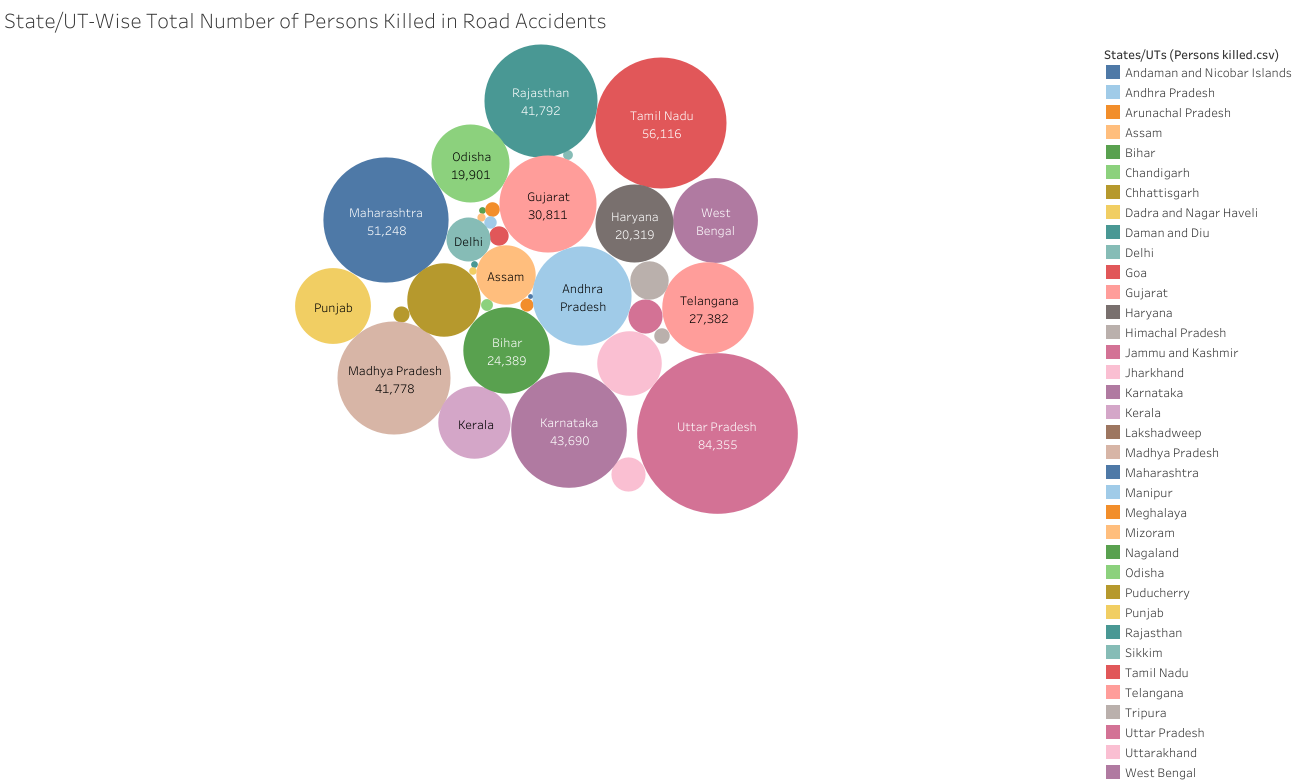 State/UT-Wise Total Number of Persons Killed in Road Accidents
Rajasthan
41,792
Tamil Nadu
56,116
Odisha
19,901
Gujarat
30,811
Maharashtra
51,248
Haryana
20,319
West
Bengal
Delhi
Assam
Andhra
Pradesh
Punjab
Telangana
27,382
Bihar
24,389
Madhya Pradesh
41,778
Kerala
Karnataka
43,690
Uttar Pradesh
84,355
States/UTs (Persons killed.csv)
Andaman and Nicobar Islands
Andhra Pradesh
Arunachal Pradesh
Assam
Bihar
Chandigarh
Chhattisgarh
Dadra and Nagar Haveli
Daman and Diu
Delhi
Goa
Gujarat
Haryana
Himachal Pradesh
Jammu and Kashmir
Jharkhand
Karnataka
Kerala
Lakshadweep
Madhya Pradesh
Maharashtra
Manipur
Meghalaya
Mizoram
Nagaland
Odisha
Puducherry
Punjab
Rajasthan
Sikkim
Tamil Nadu
Telangana
Tripura
Uttar Pradesh
Uttarakhand
West Bengal